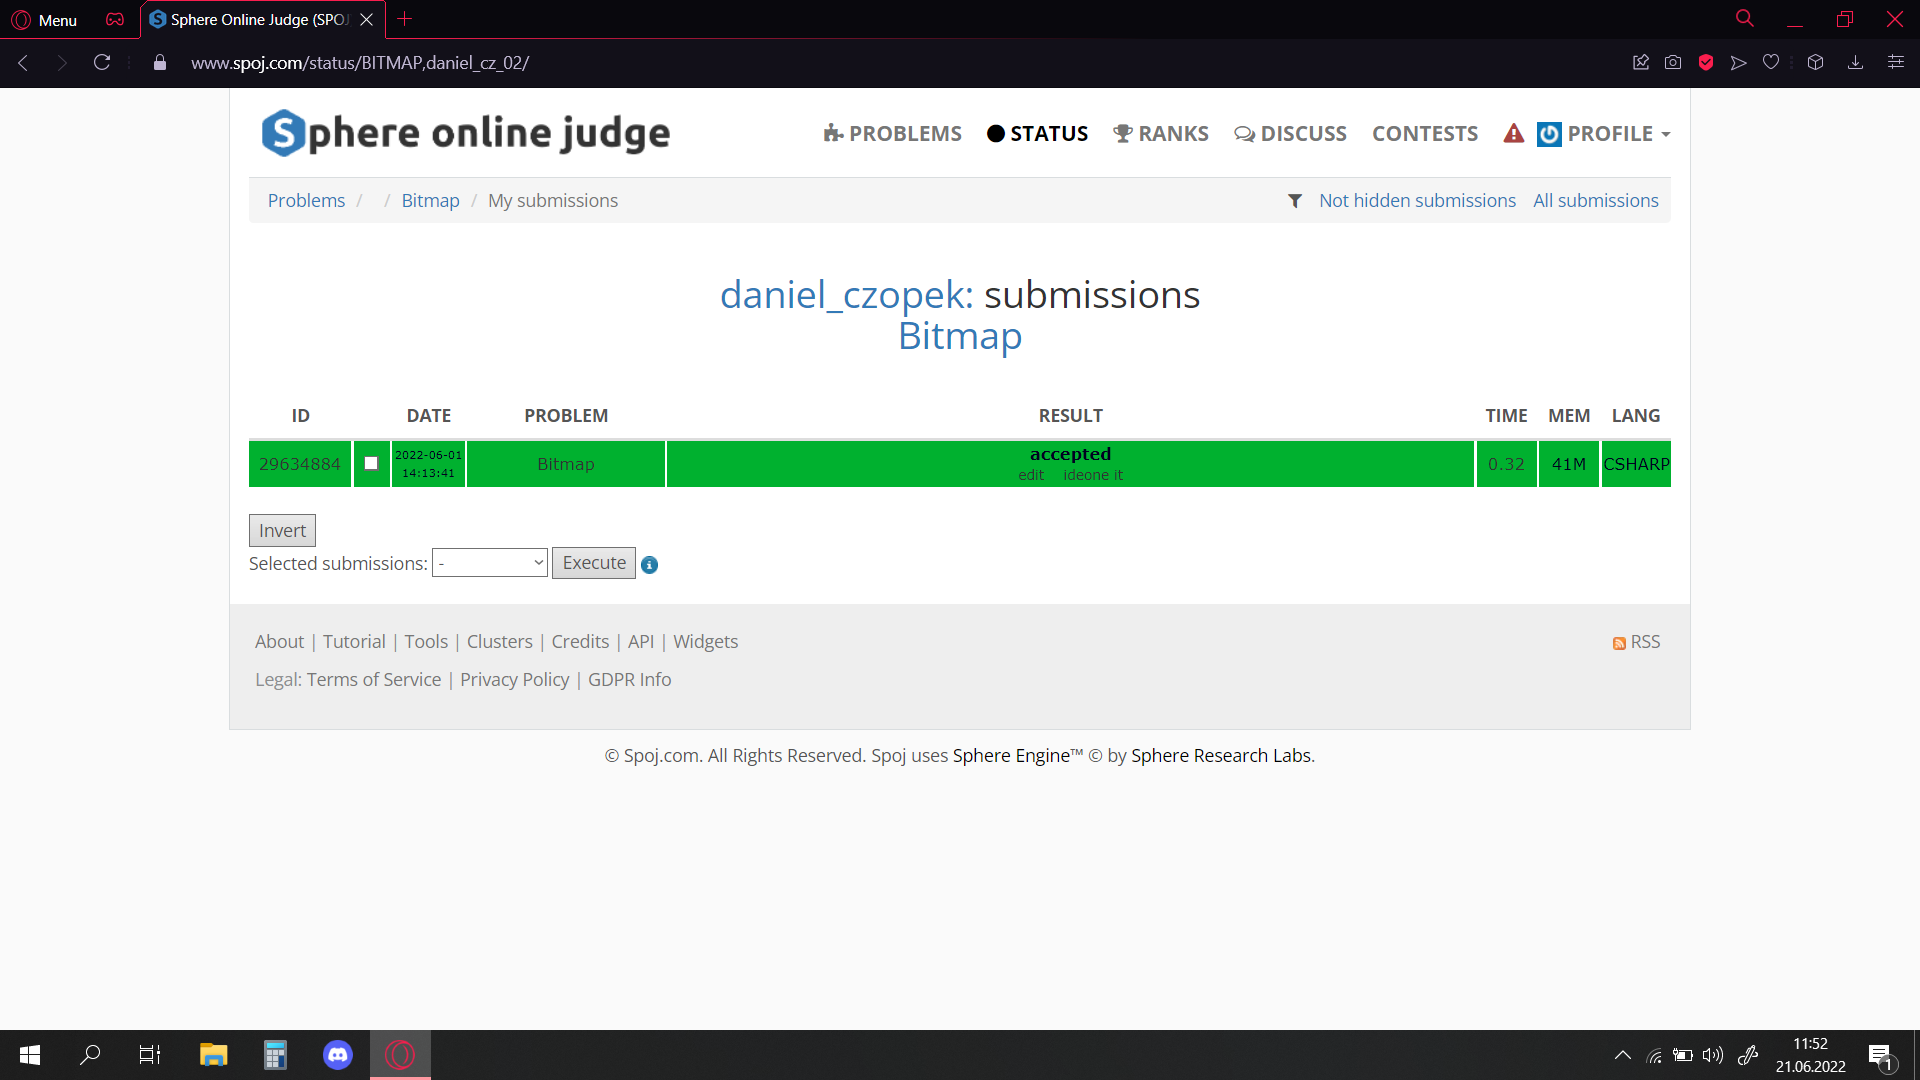 Menu
Sphere Online Judge (SPOJ
www.spoj.com/status/BITMAP,daniel_cz_02/
Sphere online judge
PROBLEMS STATUS RANKS DISCUSS CONTESTS PROFILE
Problems / / Bitmap / My submissions Not hidden submissions All submissions
daniel_czopek: submissions
Bitmap
ID DATE PROBLEM RESULT TIME MEM LANG
29634884 2022-06-01 14:13:41 Bitmap accepted 0.32 41M CSHARP
edit ideone it
Invert
Selected submissions: - Execute
About | Tutorial | Tools | Clusters | Credits | API | Widgets RSS
Legal: Terms of Service | Privacy Policy | GDPR Info
© Spoj.com. All Rights Reserved. Spoj uses Sphere Engine™ © by Sphere Research Labs.
11:52
21.06.2022
1